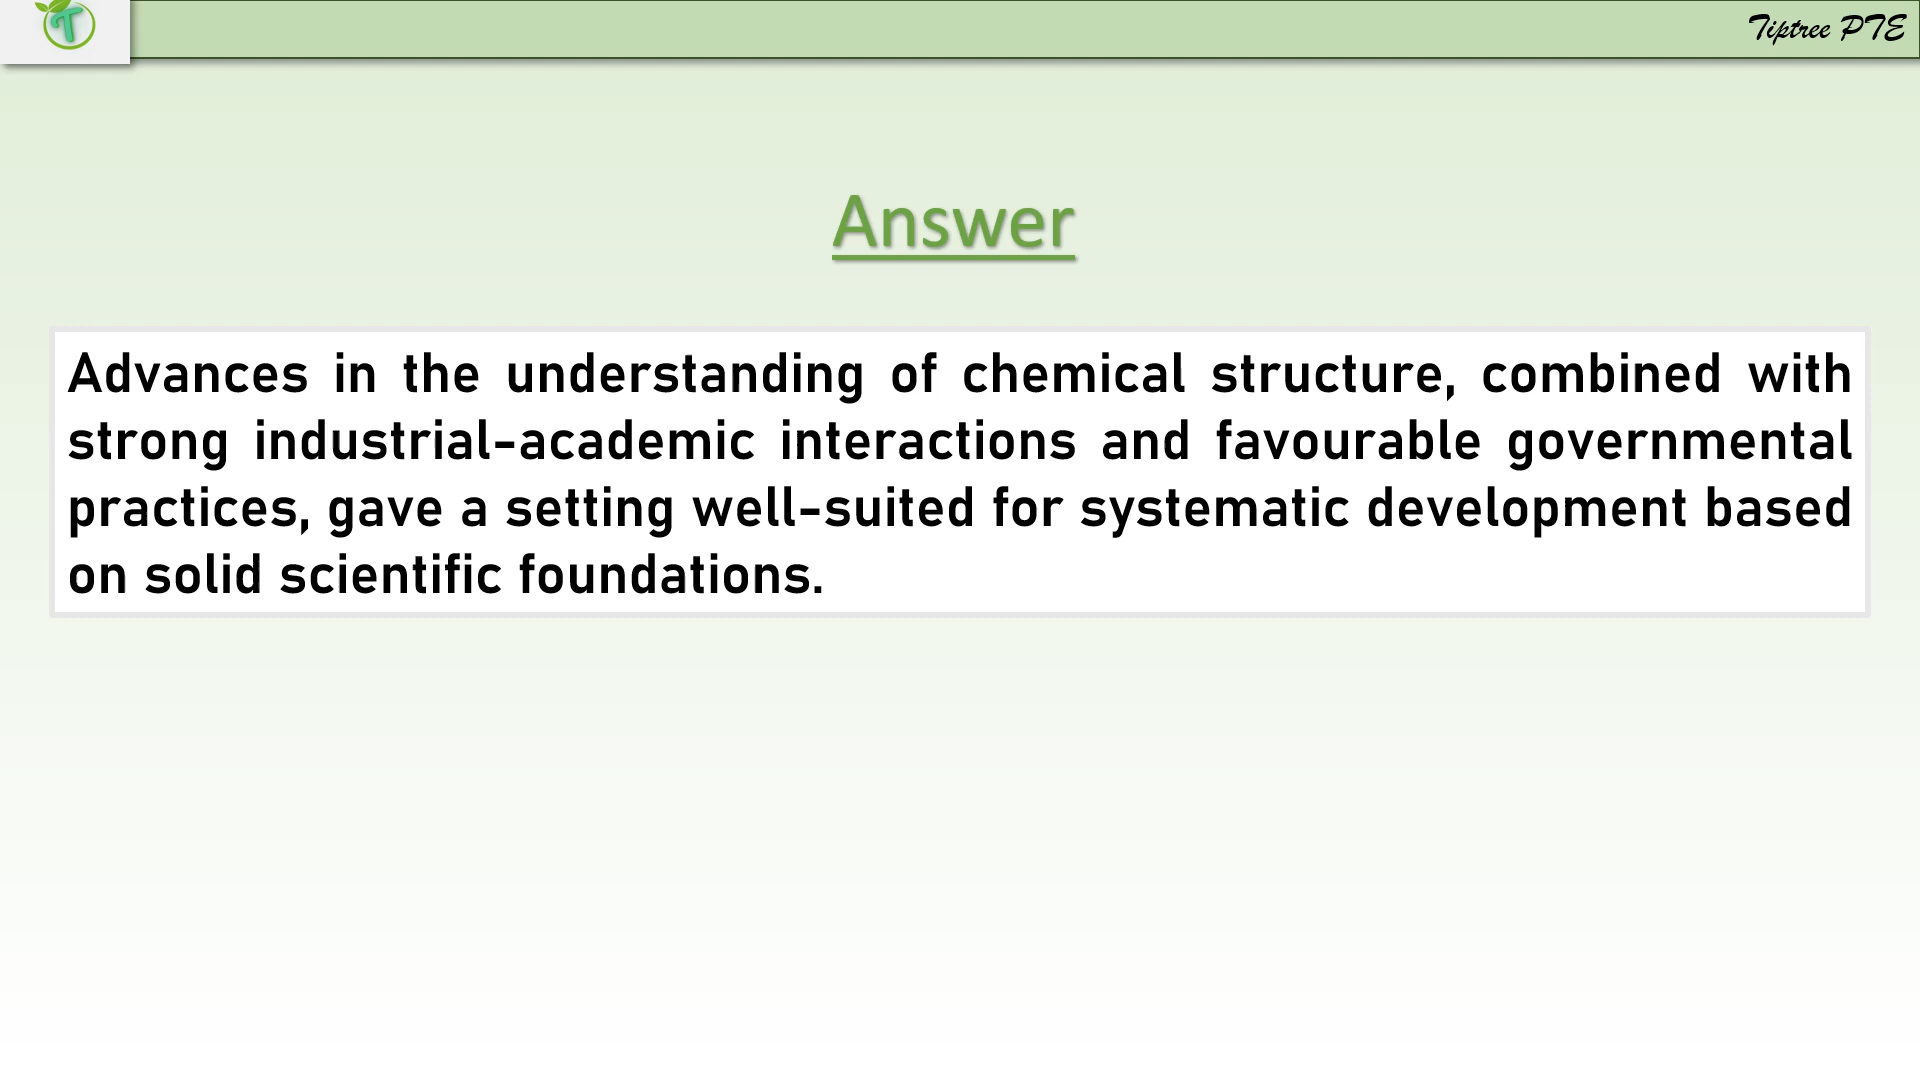 T
Tiptree PTE
Answer
Advances in the understanding of chemical structure, combined with
strong industrial-academic interactions and favourable governmental
practices, gave a setting well-suited for systematic development based
on solid scientific foundations.